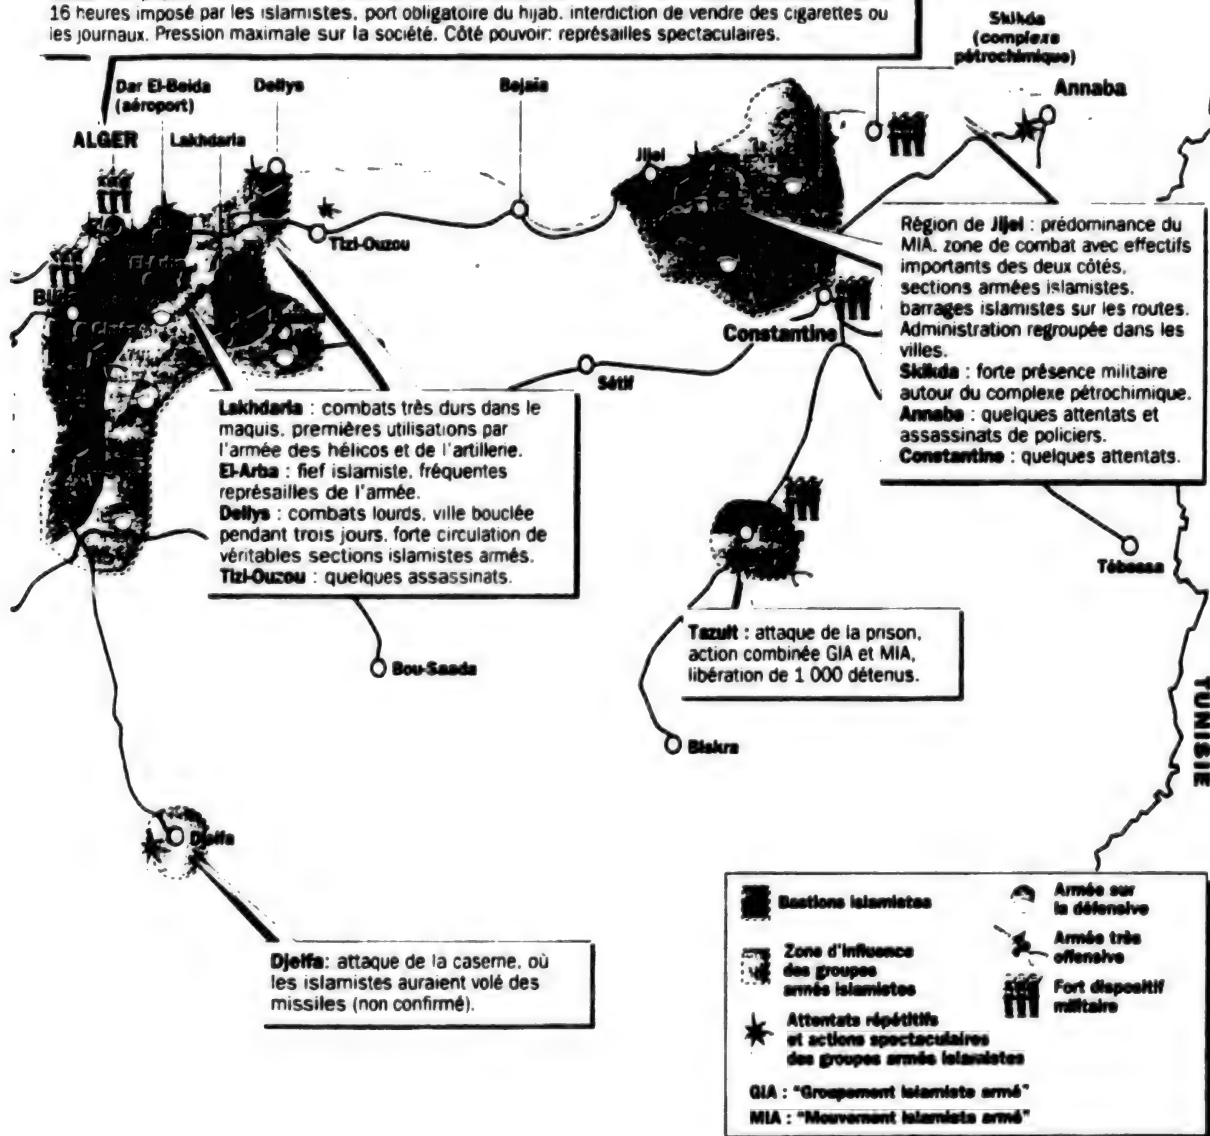 16 heures imposé par les islamistes, port obligatoire du hijab, interdiction de vendre des cigarettes ou
les journaux. Pression maximale sur la société. Côté pouvoir: représailles spectaculaires.
Skikda
(complexe
pétrochimique)
Dar El-Beida
(aéroport)
Dellys
Bejaïa
Annaba
ALGER
Lakhdaria
Jijel
Tizi-Ouzou
Constantine
Sétif
Région de Jijel : prédominance du
MIA, zone de combat avec effectifs
importants des deux côtés,
sections armées islamistes,
barrages islamistes sur les routes.
Administration regroupée dans les
villes.
Skikda : forte présence militaire
autour du complexe pétrochimique.
Annaba : quelques attentats et
assassinats de policiers.
Constantine : quelques attentats.
Lakhdaria : combats très durs dans le
maquis, premières utilisations par
l'armée des hélicos et de l'artillerie.
El-Arba : fief islamiste, fréquentes
représailles de l'armée.
Dellys : combats lourds, ville bouclée
pendant trois jours, forte circulation de
véritables sections islamistes armés.
Tizi-Ouzou : quelques assassinats.
Tébessa
Tazult : attaque de la prison,
action combinée GIA et MIA,
libération de 1 000 détenus.
Bou-Saada
Biskra
TUNISIE
Djelfa
Djelfa: attaque de la caserne, où
les islamistes auraient volé des
missiles (non confirmé).
Bastions islamistes
Zone d'influence
des groupes
armés islamistes
Attentats répétitifs
et actions spectaculaires
des groupes armés islamistes
Armée sur
la défensive
Armée très
offensive
Fort dispositif
militaire
GIA : "Groupement islamiste armé"
MIA : "Mouvement islamiste armé"